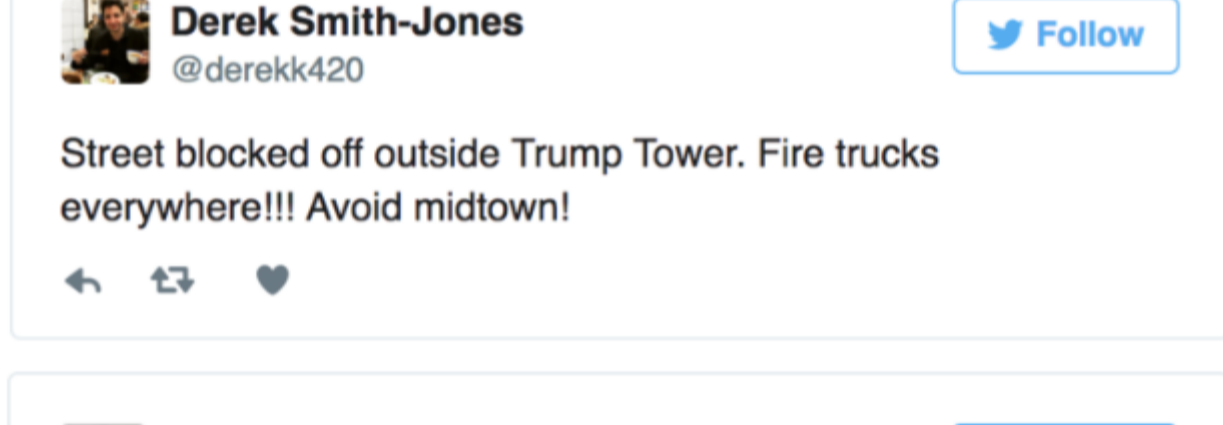 Derek Smith-Jones
Follow
@derekk420
Street blocked off outside Trump Tower. Fire trucks
everywhere!!! Avoid midtown!